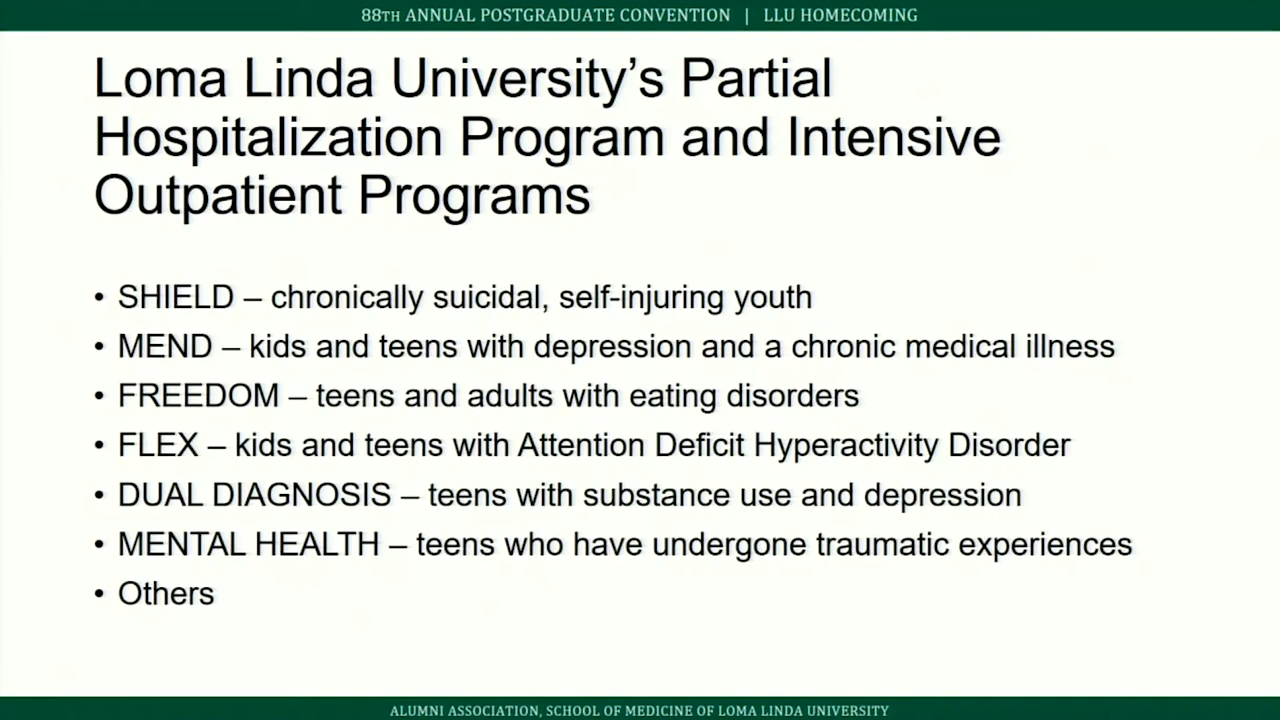 88TH ANNUAL POSTGRADUATE CONVENTION | LLU HOMECOMING
Loma Linda University’s Partial
Hospitalization Program and Intensive
Outpatient Programs
• SHIELD – chronically suicidal, self-injuring youth
• MEND – kids and teens with depression and a chronic medical illness
• FREEDOM – teens and adults with eating disorders
• FLEX – kids and teens with Attention Deficit Hyperactivity Disorder
• DUAL DIAGNOSIS – teens with substance use and depression
• MENTAL HEALTH – teens who have undergone traumatic experiences
• Others
ALUMNI ASSOCIATION, SCHOOL OF MEDICINE OF LOMA LINDA UNIVERSITY